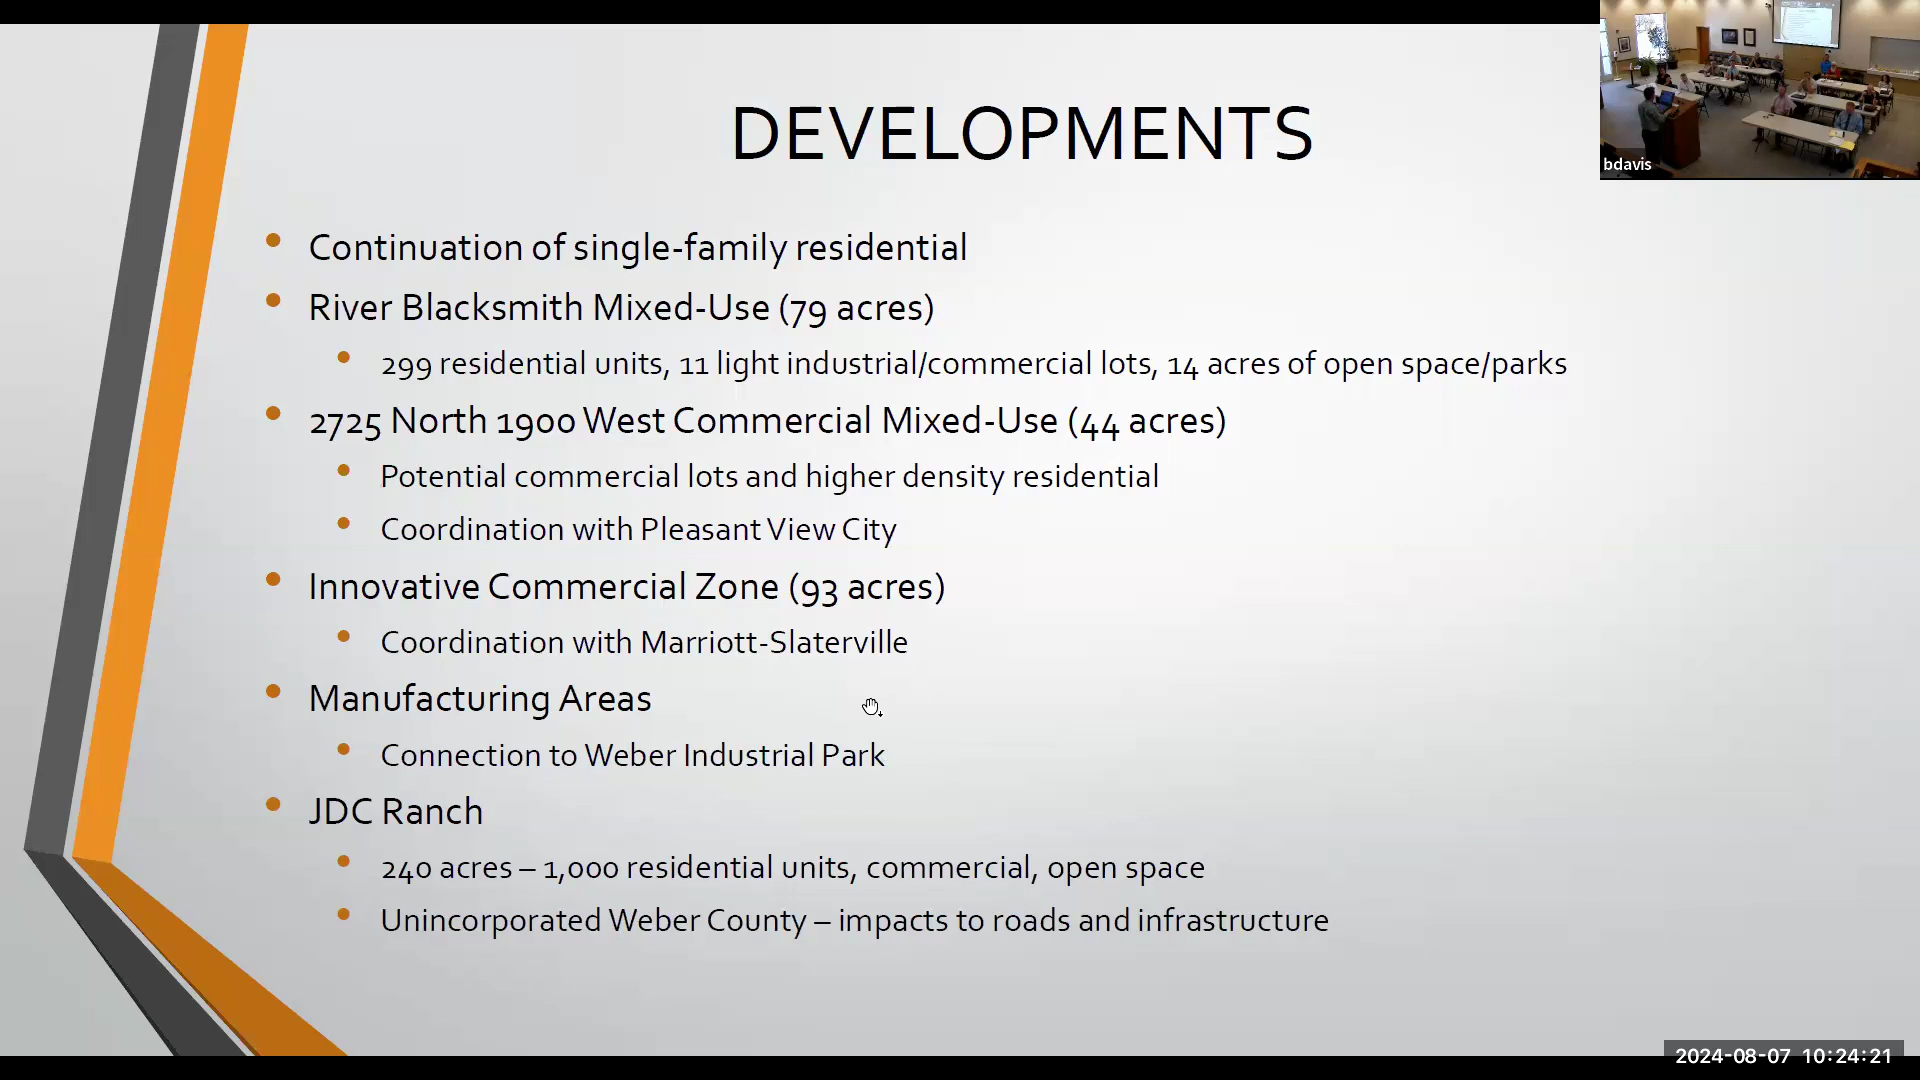 DEVELOPMENTS
bdavis
Continuation of single-family residential
River Blacksmith Mixed-Use (79 acres)
299 residential units, 11 light industrial/commercial lots, 14 acres of open space/parks
2725 North 1900 West Commercial Mixed-Use (44 acres)
Potential commercial lots and higher density residential
Coordination with Pleasant View City
Innovative Commercial Zone (93 acres)
Coordination with Marriott-Slaterville
Manufacturing Areas
Connection to Weber Industrial Park
JDC Ranch
240 acres – 1,000 residential units, commercial, open space
Unincorporated Weber County – impacts to roads and infrastructure
2024-08-07 10:24:21